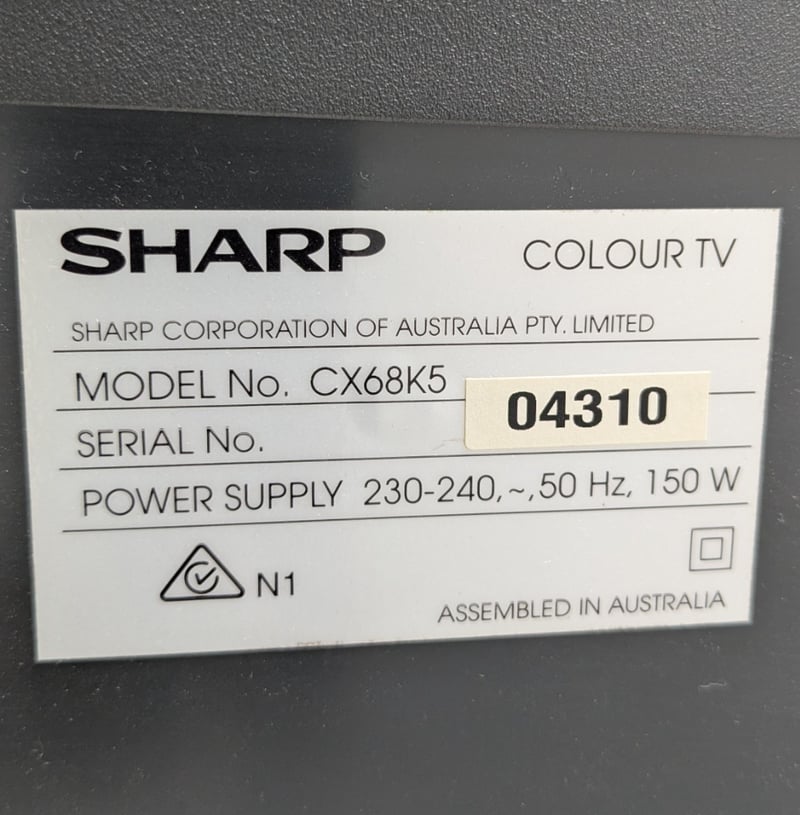 SHARP COLOUR TV
SHARP CORPORATION OF AUSTRALIA PTY. LIMITED
MODEL No. CX68K5
SERIAL No. 04310
POWER SUPPLY 230-240,~,50 Hz, 150 W
N1
ASSEMBLED IN AUSTRALIA